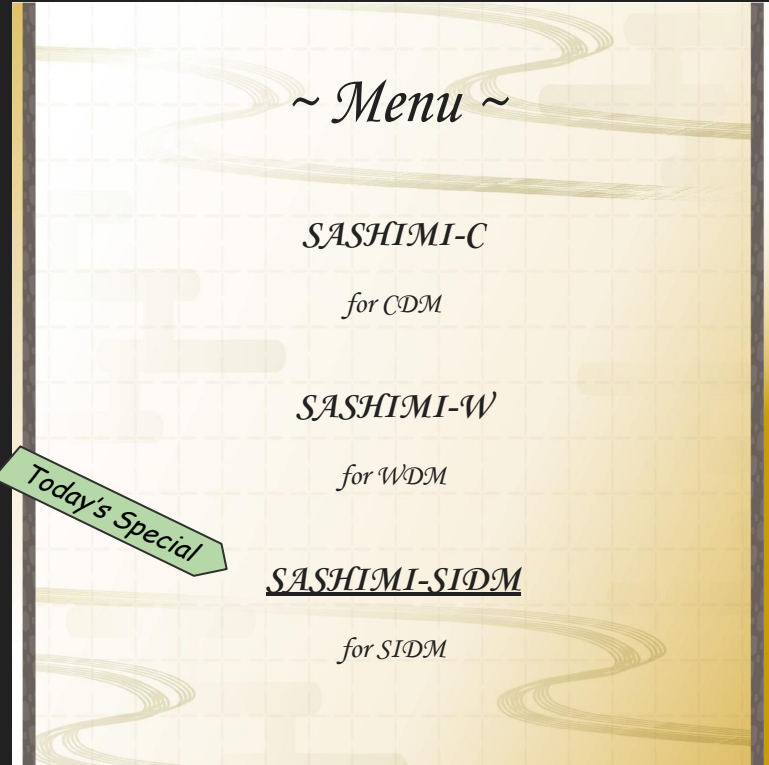 ~ Menu ~
SASHIMI-C
for CDM
SASHIMI-W
for WDM
Today's Special
SASHIMI-SIDM
for SIDM